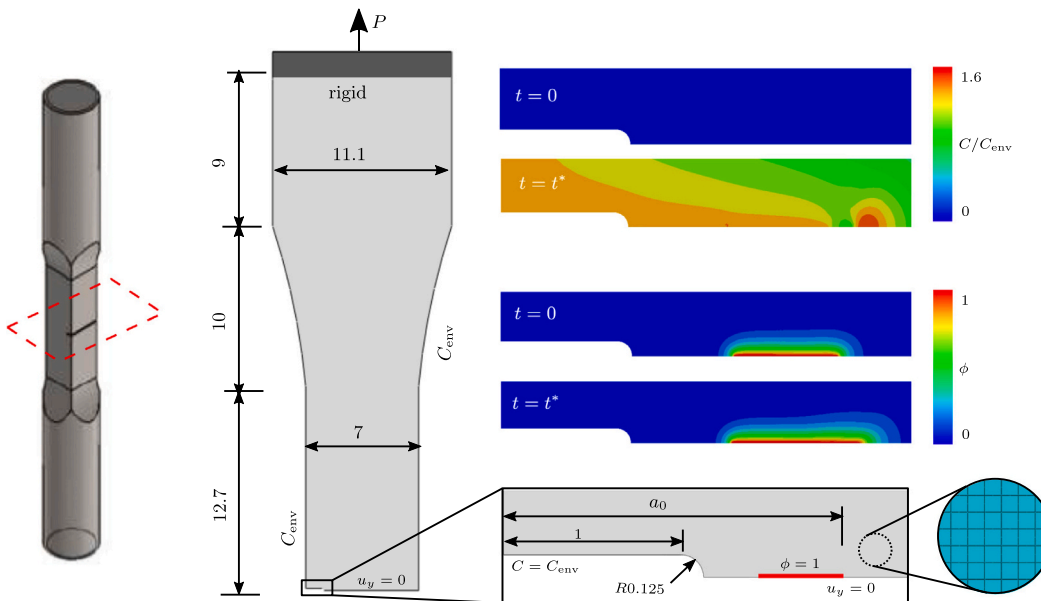 P
rigid
9
11.1
10
C_env
7
12.7
C_env
u_y = 0
t = 0
t = t*
1.6
C/C_env
0
t = 0
t = t*
1
ϕ
0
a_0
1
C = C_env
R0.125
ϕ = 1
u_y = 0